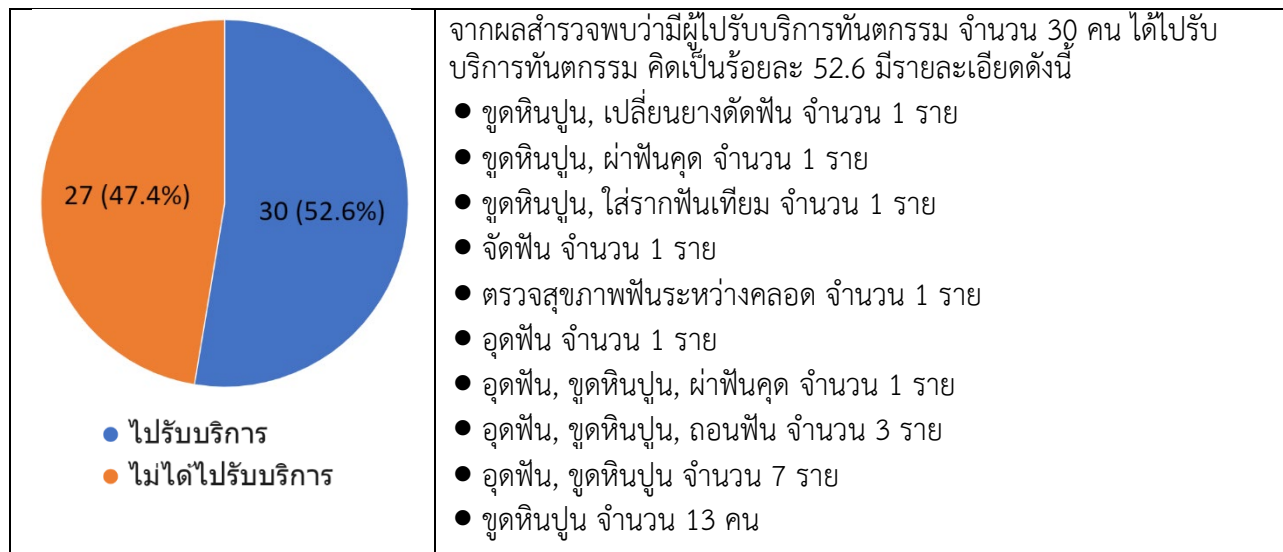 27 (47.4%)
30 (52.6%)
● ไปรับบริการ
● ไม่ได้ไปรับบริการ
จากผลสำรวจพบว่ามีผู้ไปรับบริการทันตกรรม จำนวน 30 คน ได้ไปรับ
บริการทันตกรรม คิดเป็นร้อยละ 52.6 มีรายละเอียดดังนี้
● ขูดหินปูน, เปลี่ยนยางดัดฟัน จำนวน 1 ราย
● ขูดหินปูน, ผ่าฟันคุด จำนวน 1 ราย
● ขูดหินปูน, ใส่รากฟันเทียม จำนวน 1 ราย
● จัดฟัน จำนวน 1 ราย
● ตรวจสุขภาพฟันระหว่างคลอด จำนวน 1 ราย
● อุดฟัน จำนวน 1 ราย
● อุดฟัน, ขูดหินปูน, ผ่าฟันคุด จำนวน 1 ราย
● อุดฟัน, ขูดหินปูน, ถอนฟัน จำนวน 3 ราย
● อุดฟัน, ขูดหินปูน จำนวน 7 ราย
● ขูดหินปูน จำนวน 13 คน